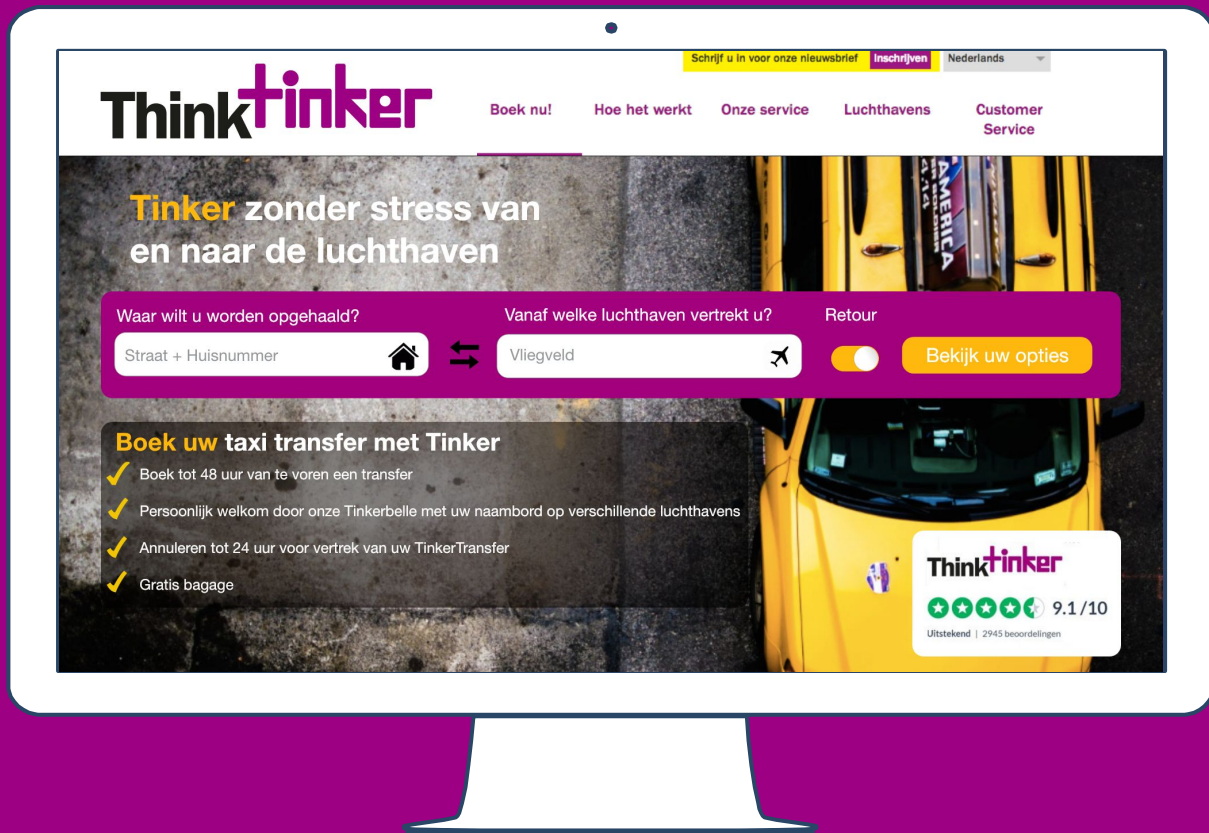 Schrijf u in voor onze nieuwsbrief Inschrijven Nederlands
Thinktinker
Boek nu! Hoe het werkt Onze service Luchthavens Customer
Service
Tinker zonder stress van
en naar de luchthaven
AMERICA
4.14
Waar wilt u worden opgehaald? Vanaf welke luchthaven vertrekt u? Retour
Straat + Huisnummer Vliegveld Bekijk uw opties
Boek uw taxi transfer met Tinker
Boek tot 48 uur van te voren een transfer
Persoonlijk welkom door onze Tinkerbelle met uw naambord op verschillende luchthavens
Annuleren tot 24 uur voor vertrek van uw TinkerTransfer
Gratis bagage
Thinktinker
9.1/10
Uitstekend | 2945 beoordelingen